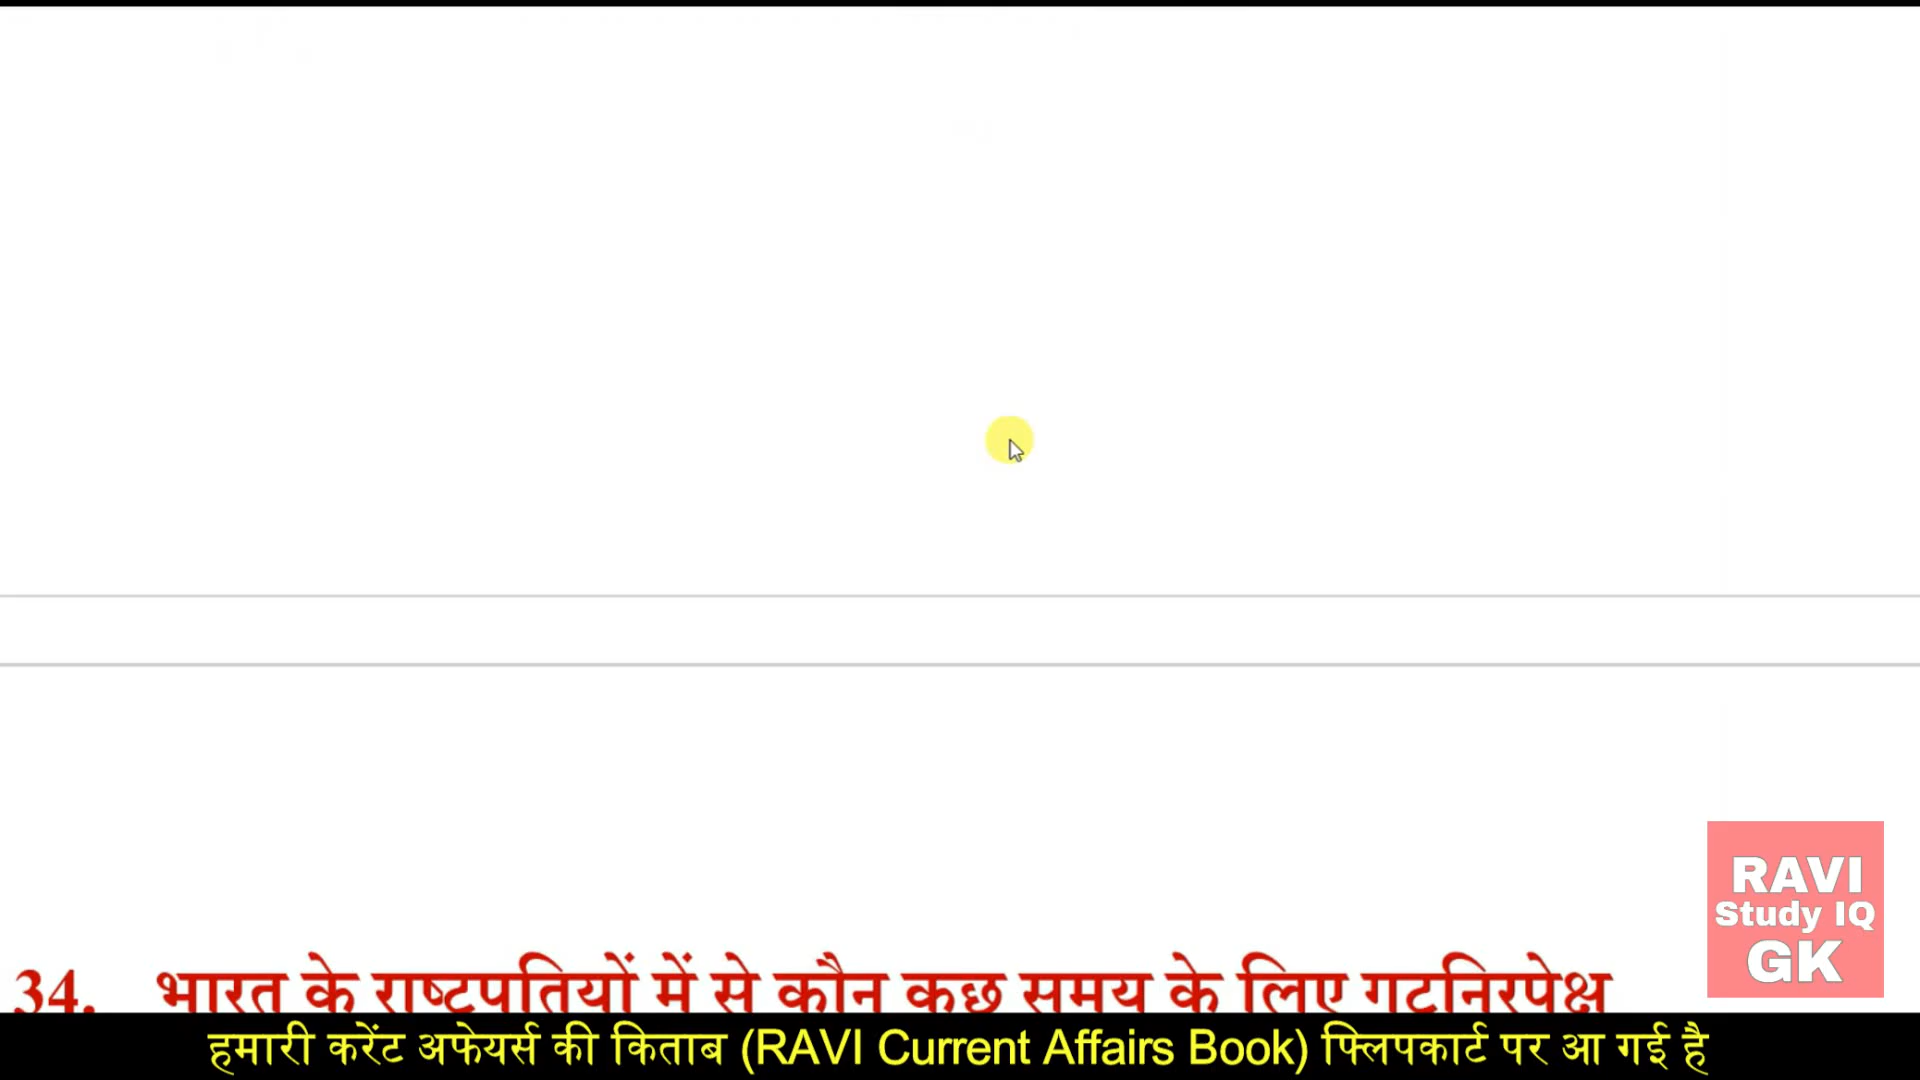 RAVI
Study IQ
GK
34. भारत के राष्ट्रपतियों में से कौन कुछ समय के लिए गुटनिरपेक्ष
हमारी करेंट अफेयर्स की किताब (RAVI Current Affairs Book) फ्लिपकार्ट पर आ गई है